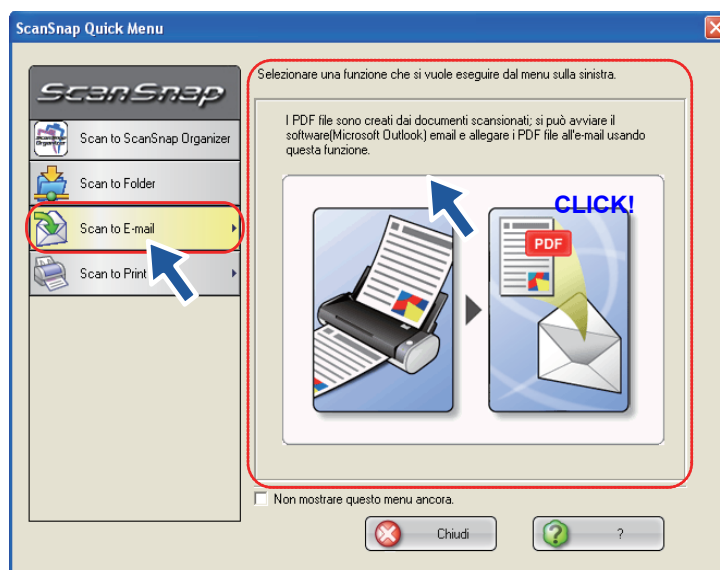 ScanSnap Quick Menu
ScanSnap
Scan to ScanSnap Organizer
Scan to Folder
Scan to E-mail
Scan to Print
Selezionare una funzione che si vuole eseguire dal menu sulla sinistra.
I PDF file sono creati dai documenti scansionati; si può avviare il
software(Microsoft Outlook) email e allegare i PDF file all'e-mail usando
questa funzione.
CLICK!
PDF
Non mostrare questo menu ancora.
Chiudi
?